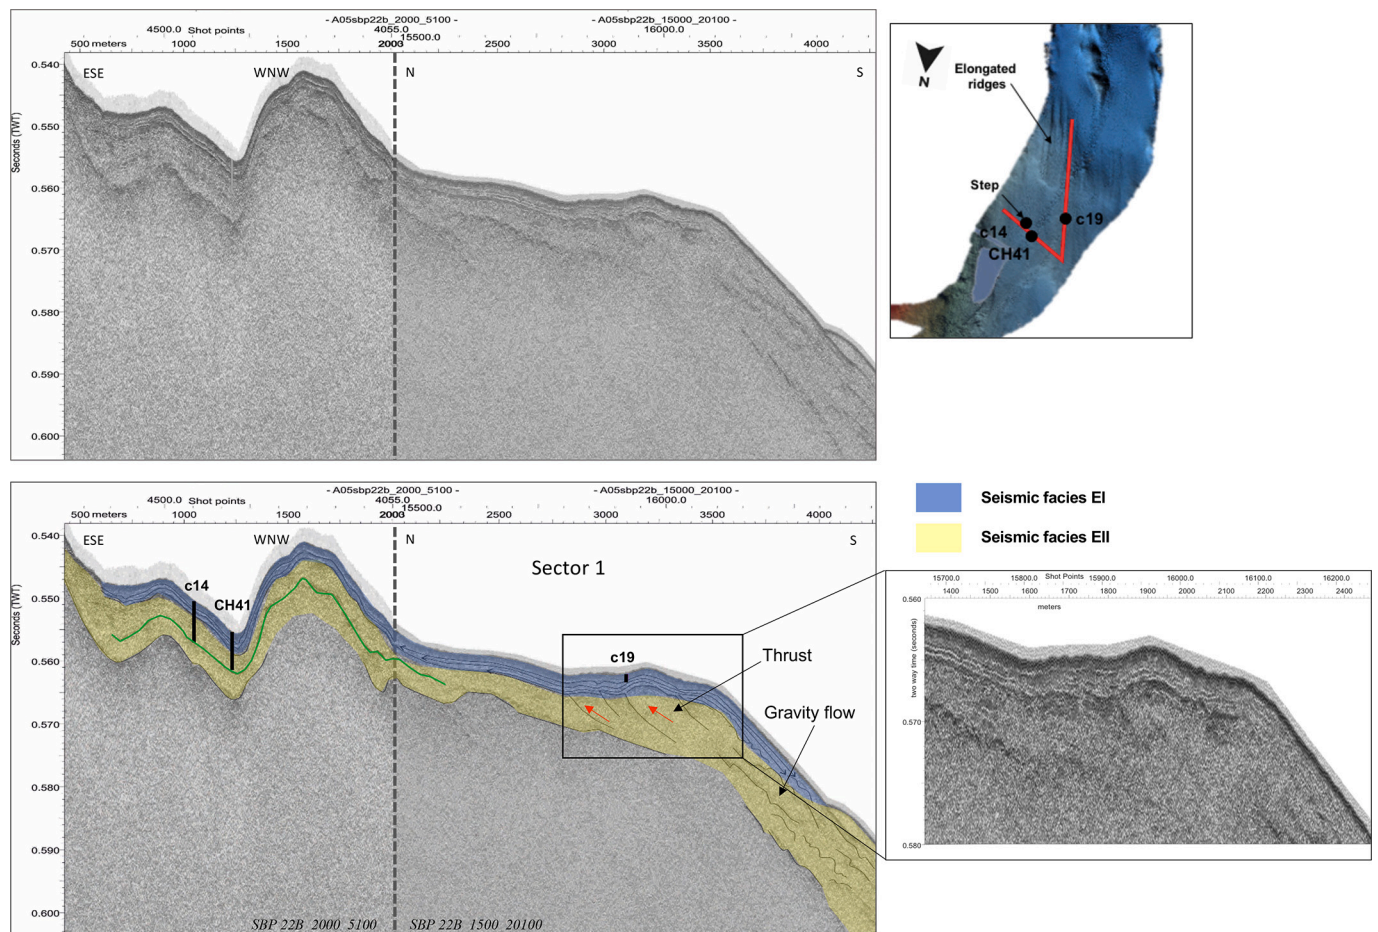 - A05sbp22b_2000_5100 - - A05sbp22b_15000_20100 -
4500.0 Shot points 4055.0 15500.0 16000.0
500 meters 1000 1500 2000 2500 3000 3500 4000
ESE WNW N S
Seconds (TWT)
0.540
0.550
0.560
0.570
0.580
0.590
0.600
N
Elongated
ridges
Step
c19
c14
CH41
- A05sbp22b_2000_5100 - - A05sbp22b_15000_20100 -
4500.0 Shot points 4055.0 15500.0 16000.0
500 meters 1000 1500 2500 3000 3500 4000
ESE WNW N S
Seconds (TWT)
0.540
0.550
0.560
0.570
0.580
0.590
0.600
Sector 1
c14
CH41
c19
Thrust
Gravity flow
SBP 22B_2000_5100 SBP 22B_1500_20100
Seismic facies EI
Seismic facies EII
15700.0 15800.0 Shot Points 15900.0 16000.0 16100.0 16200.0
1400 1500 1600 1700 1800 1900 2000 2100 2200 2300 2400
meters
two way time (seconds)
0.560
0.570
0.580